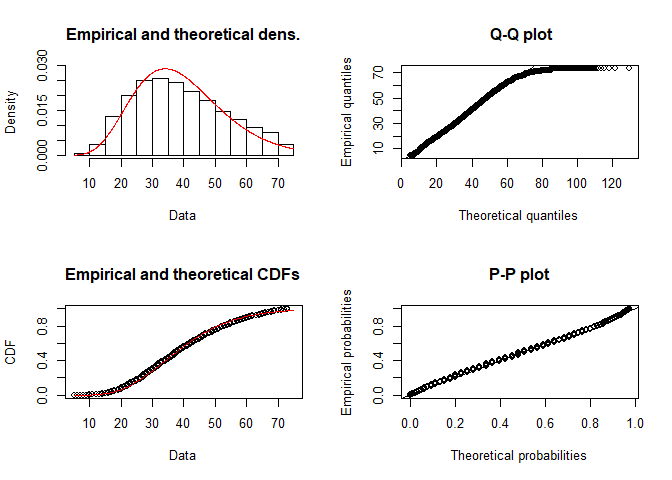 Empirical and theoretical dens.
Density
0.000 0.015 0.030
10 20 30 40 50 60 70
Data
Q-Q plot
Empirical quantiles
10 30 50 70
0 20 40 60 80 100 120
Theoretical quantiles
Empirical and theoretical CDFs
CDF
0.0 0.4 0.8
10 20 30 40 50 60 70
Data
P-P plot
Empirical probabilities
0.0 0.4 0.8
0.0 0.2 0.4 0.6 0.8 1.0
Theoretical probabilities